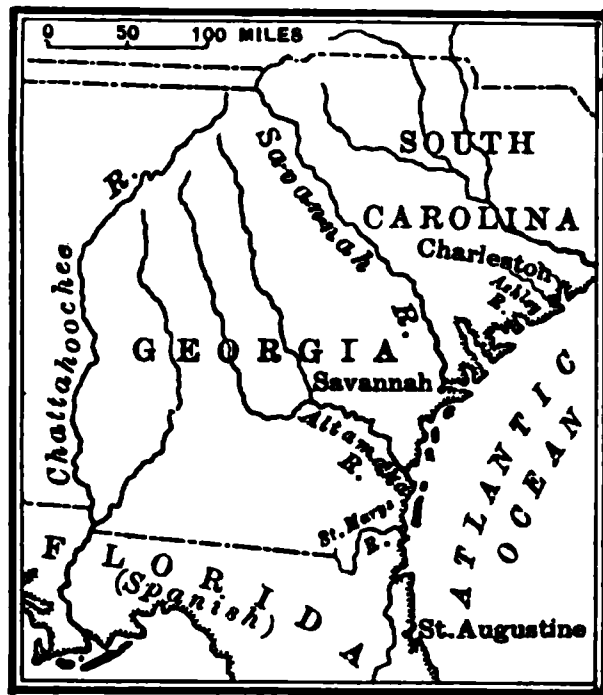 0 50 100 MILES
SOUTH
CAROLINA
Savannah R.
Charleston
Ashley
R.
Chattahoochee R.
GEORGIA
Savannah
Altamaha
R.
ATLANTIC
OCEAN
St. Marys
R.
FLORIDA
(Spanish)
St. Augustine